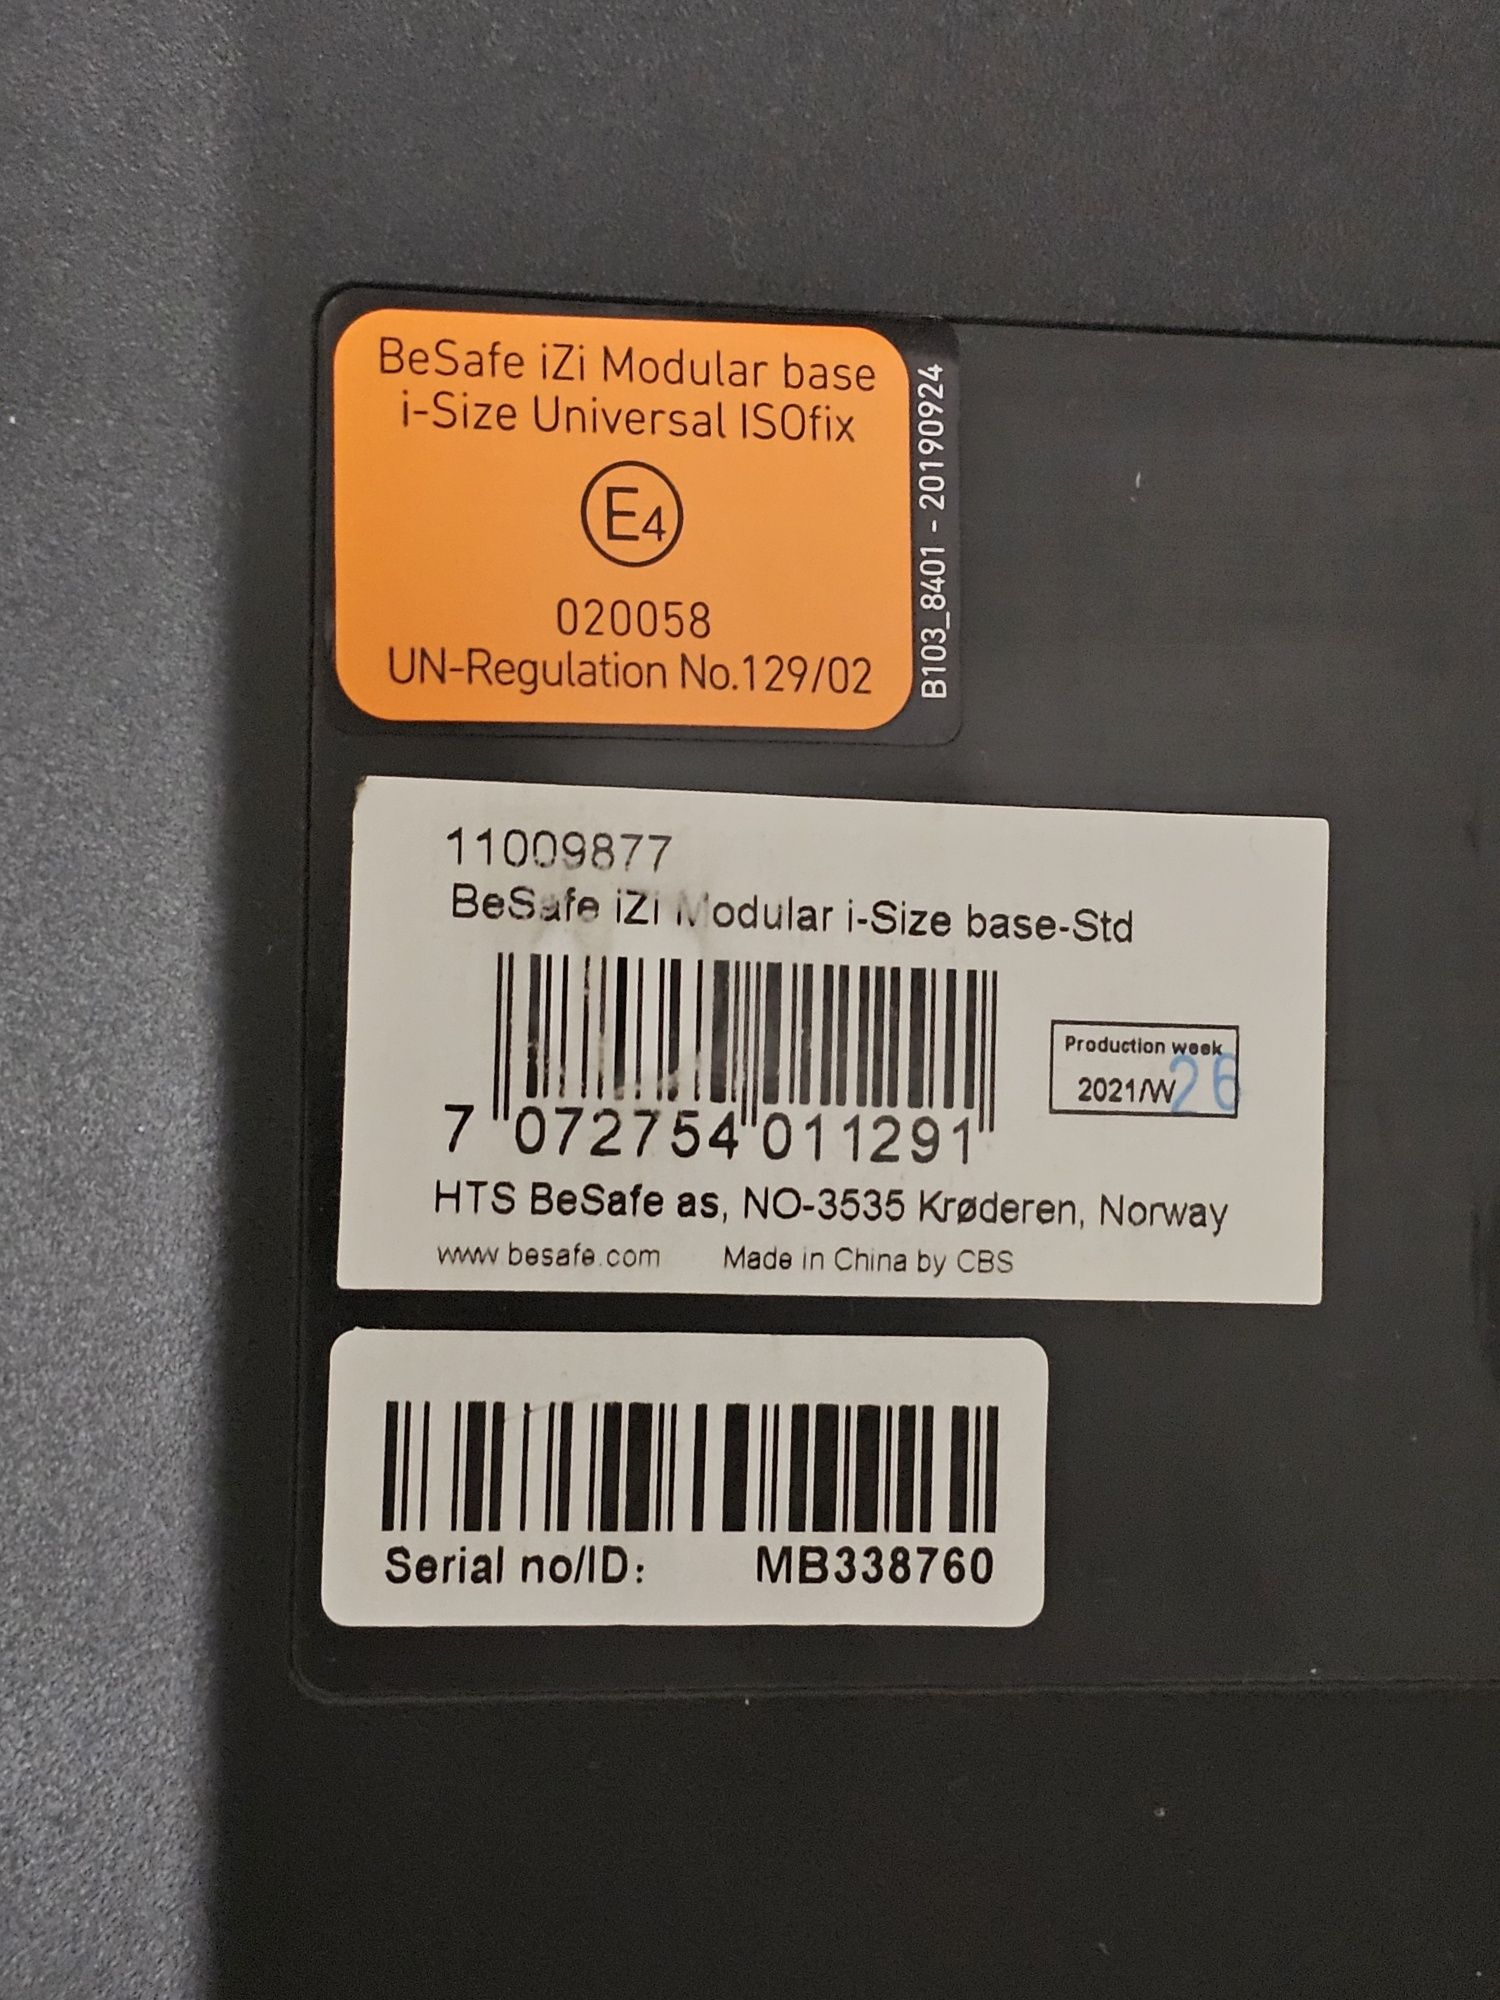 BeSafe iZi Modular base
i-Size Universal ISOfix
E4
020058
UN-Regulation No.129/02
B103_8401 - 20190924
11009877
BeSafe iZi Modular i-Size base-Std
Production week
2021/W26
7 072754 011291
HTS BeSafe as, NO-3535 Krøderen, Norway
www.besafe.com Made in China by CBS
Serial no/ID: MB338760